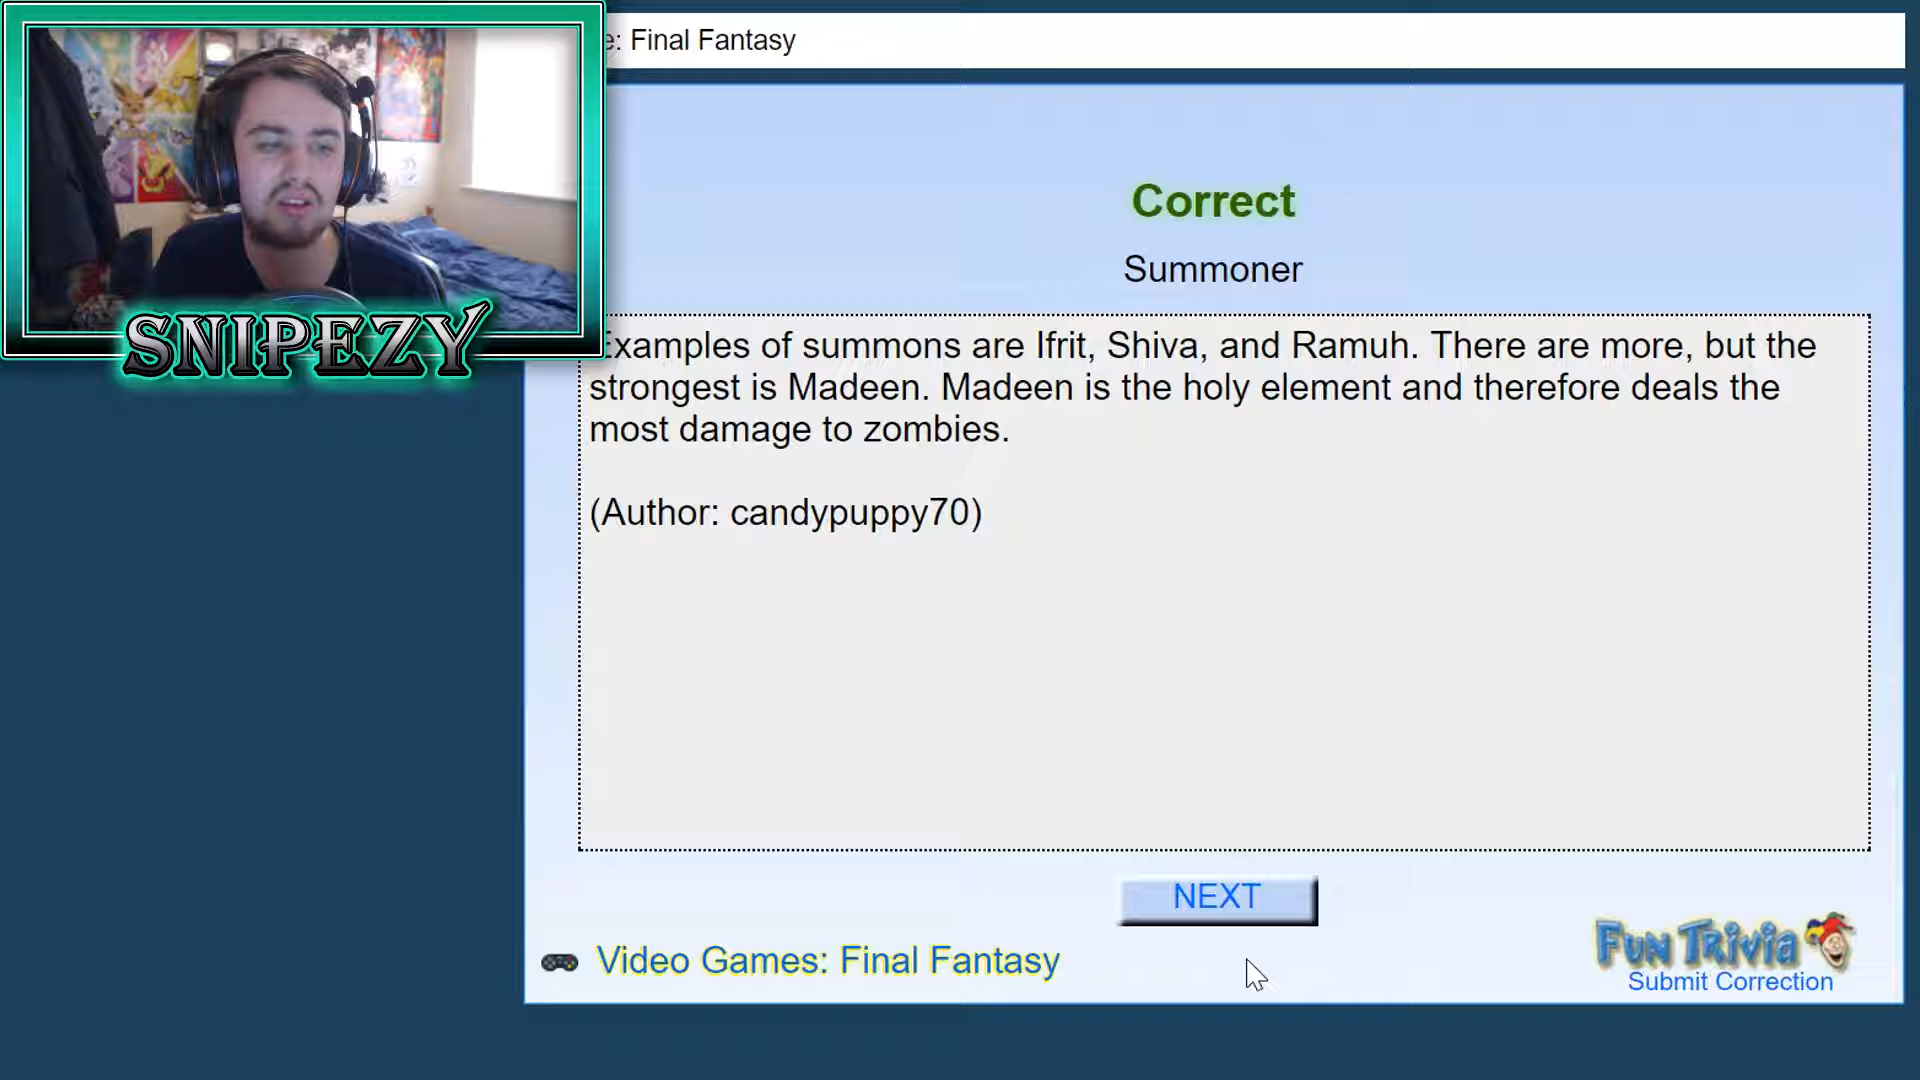 e: Final Fantasy
Correct
Summoner
SNIPEZY
Examples of summons are Ifrit, Shiva, and Ramuh. There are more, but the
strongest is Madeen. Madeen is the holy element and therefore deals the
most damage to zombies.
(Author: candypuppy70)
NEXT
Video Games: Final Fantasy
Fun Trivia
Submit Correction